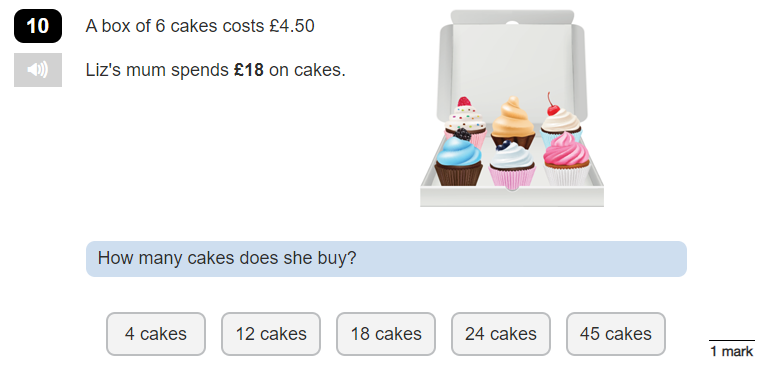 10
A box of 6 cakes costs £4.50
Liz's mum spends £18 on cakes.
How many cakes does she buy?
4 cakes
12 cakes
18 cakes
24 cakes
45 cakes
1 mark